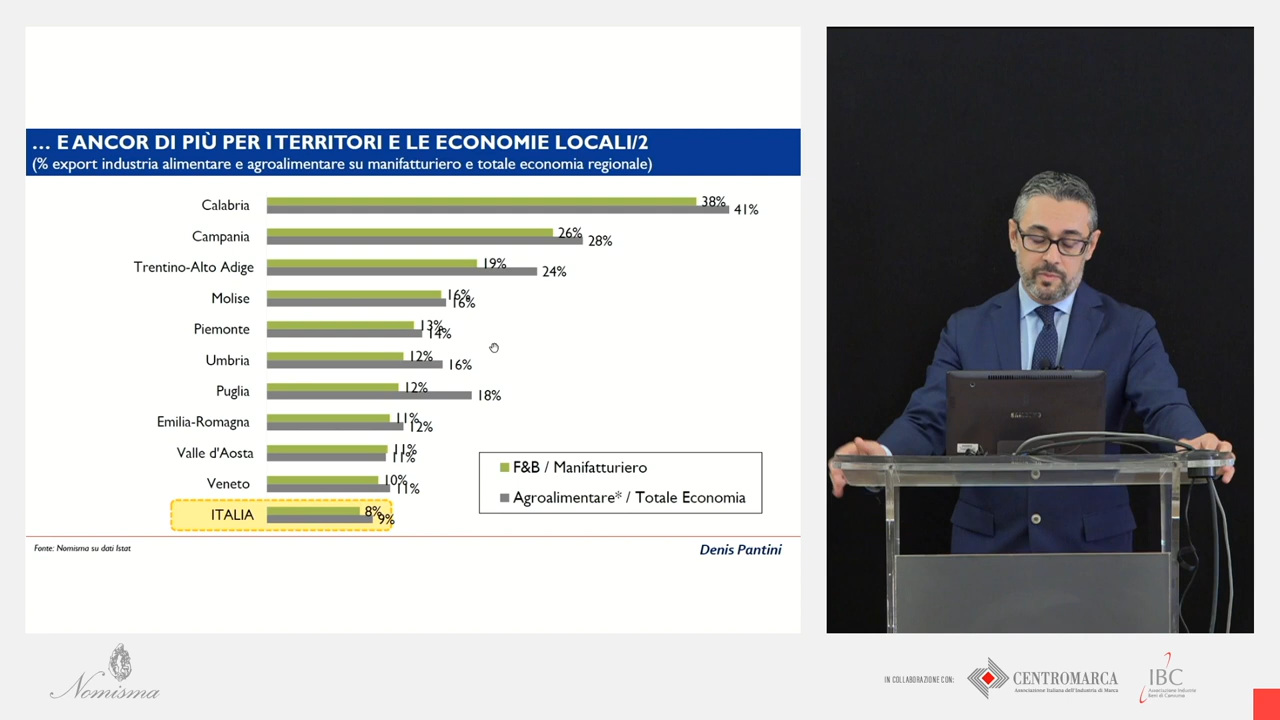 ... E ANCOR DI PIÙ PER I TERRITORI E LE ECONOMIE LOCALI/2
(% export industria alimentare e agroalimentare su manifatturiero e totale economia regionale)
Calabria 38% 41%
Campania 26% 28%
Trentino-Alto Adige 19% 24%
Molise 16% 16%
Piemonte 13% 14%
Umbria 12% 16%
Puglia 12% 18%
Emilia-Romagna 11% 12%
Valle d'Aosta 11% 11%
Veneto 10% 11%
ITALIA 8% 9%
F&B / Manifatturiero
Agroalimentare* / Totale Economia
Fonte: Nomisma su dati Istat
Denis Pantini
Nomisma
IN COLLABORAZIONE CON:
CENTROMARCA
Associazione Italiana dell'Industria di Marca
IBC
Associazione Industrie
Beni di Consumo